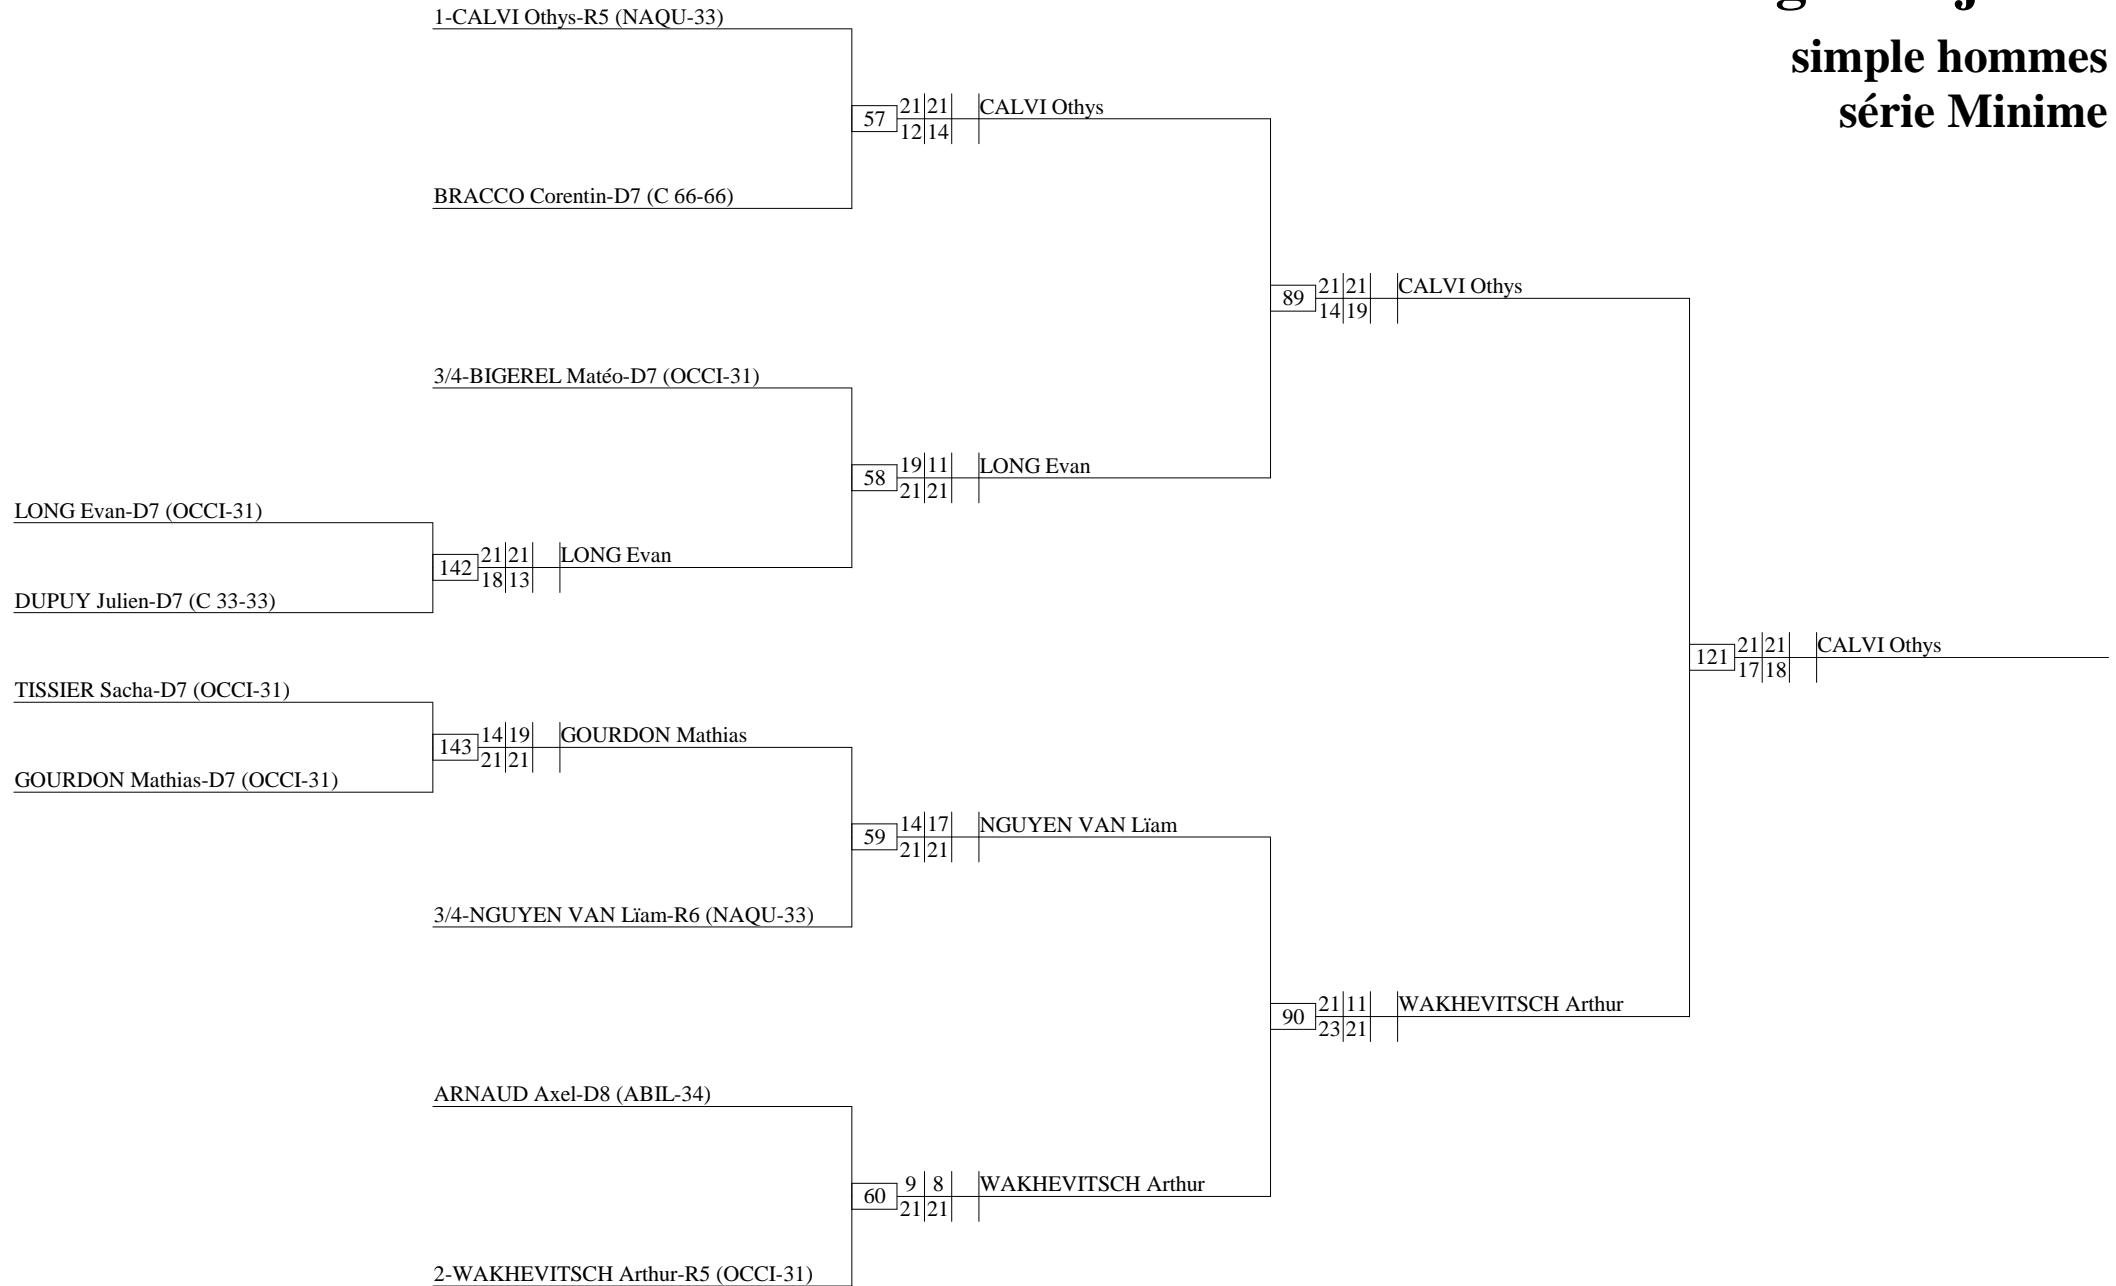 simple hommes
série Minime
1-CALVI Othys-R5 (NAQU-33)
57
21 21
12 14
CALVI Othys
BRACCO Corentin-D7 (C 66-66)
89
21 21
14 19
CALVI Othys
3/4-BIGEREL Matéo-D7 (OCCI-31)
58
19 11
21 21
LONG Evan
LONG Evan-D7 (OCCI-31)
142
21 21
18 13
LONG Evan
DUPUY Julien-D7 (C 33-33)
121
21 21
17 18
CALVI Othys
TISSIER Sacha-D7 (OCCI-31)
143
14 19
21 21
GOURDON Mathias
GOURDON Mathias-D7 (OCCI-31)
59
14 17
21 21
NGUYEN VAN Lïam
3/4-NGUYEN VAN Lïam-R6 (NAQU-33)
90
21 11
23 21
WAKHEVITSCH Arthur
ARNAUD Axel-D8 (ABIL-34)
60
9 8
21 21
WAKHEVITSCH Arthur
2-WAKHEVITSCH Arthur-R5 (OCCI-31)